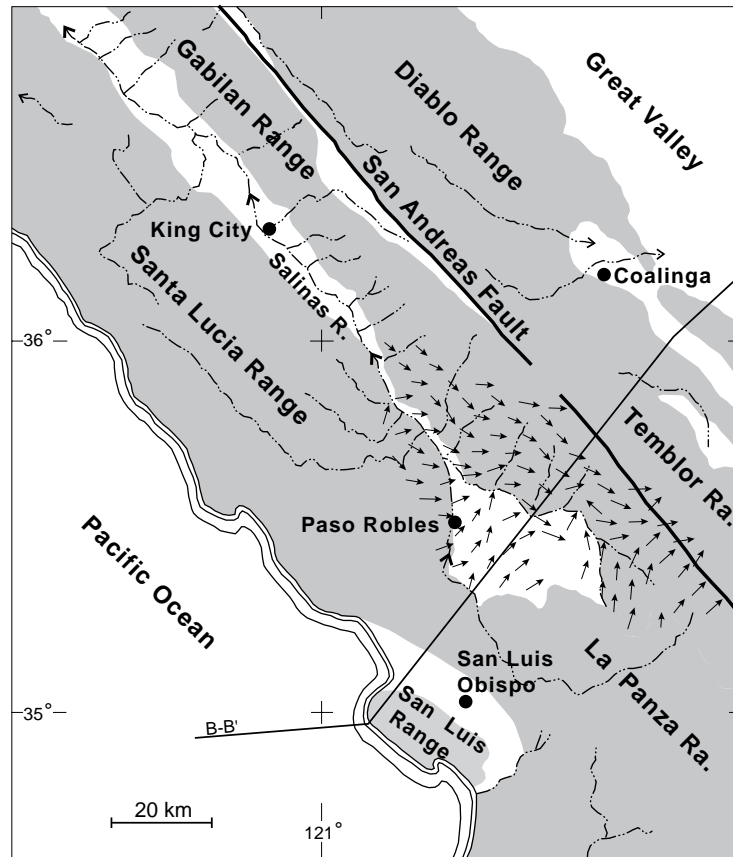 Gabilan Range
Diablo Range
Great Valley
San Andreas Fault
King City
Salinas R.
Coalinga
Santa Lucia Range
36°
Temblor Ra.
Paso Robles
Pacific Ocean
San Luis
Obispo
La Panza Ra.
San Luis
Range
35°
B-B'
20 km
121°